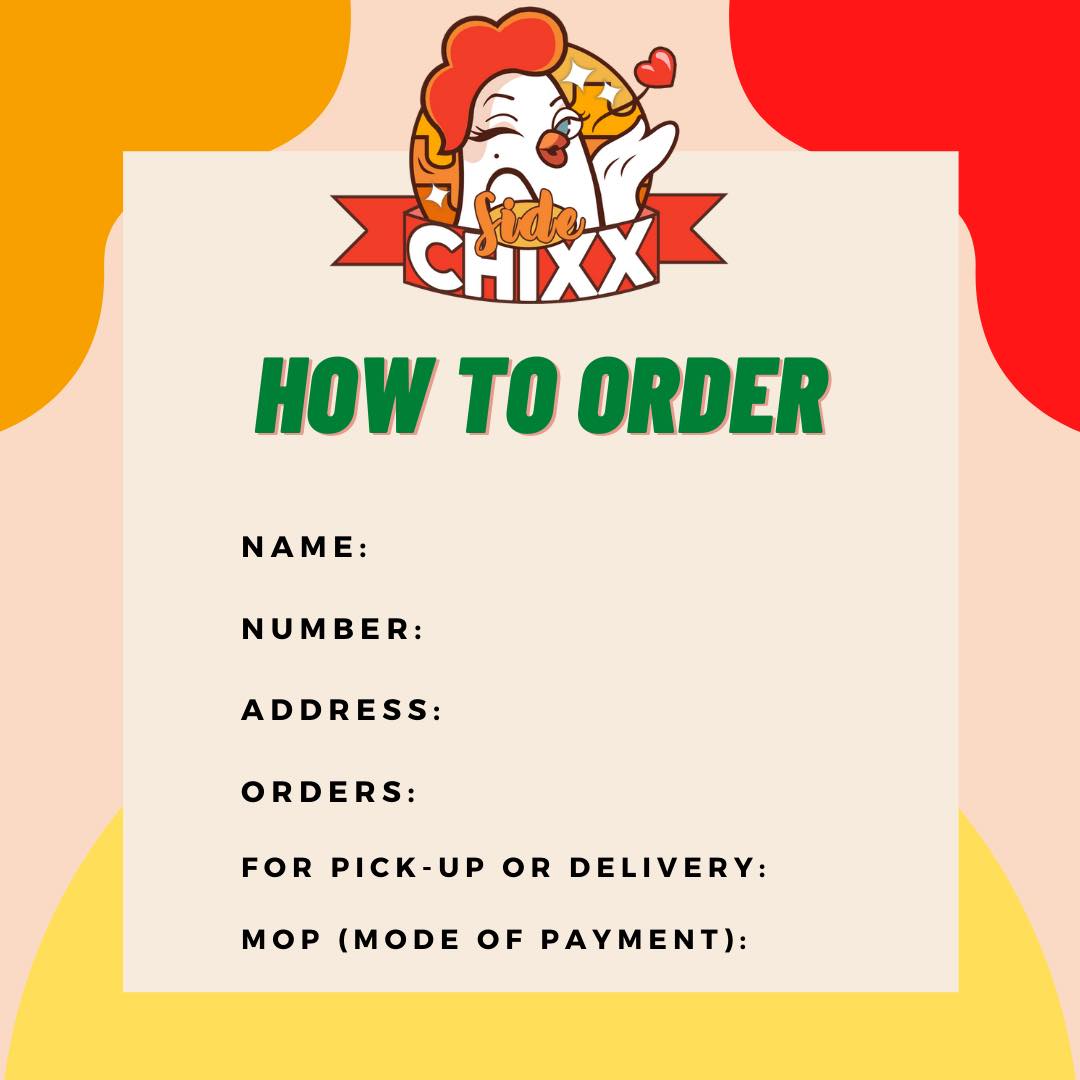 Side
CHIXX
HOW TO ORDER
NAME:
NUMBER:
ADDRESS:
ORDERS:
FOR PICK-UP OR DELIVERY:
MOP (MODE OF PAYMENT):